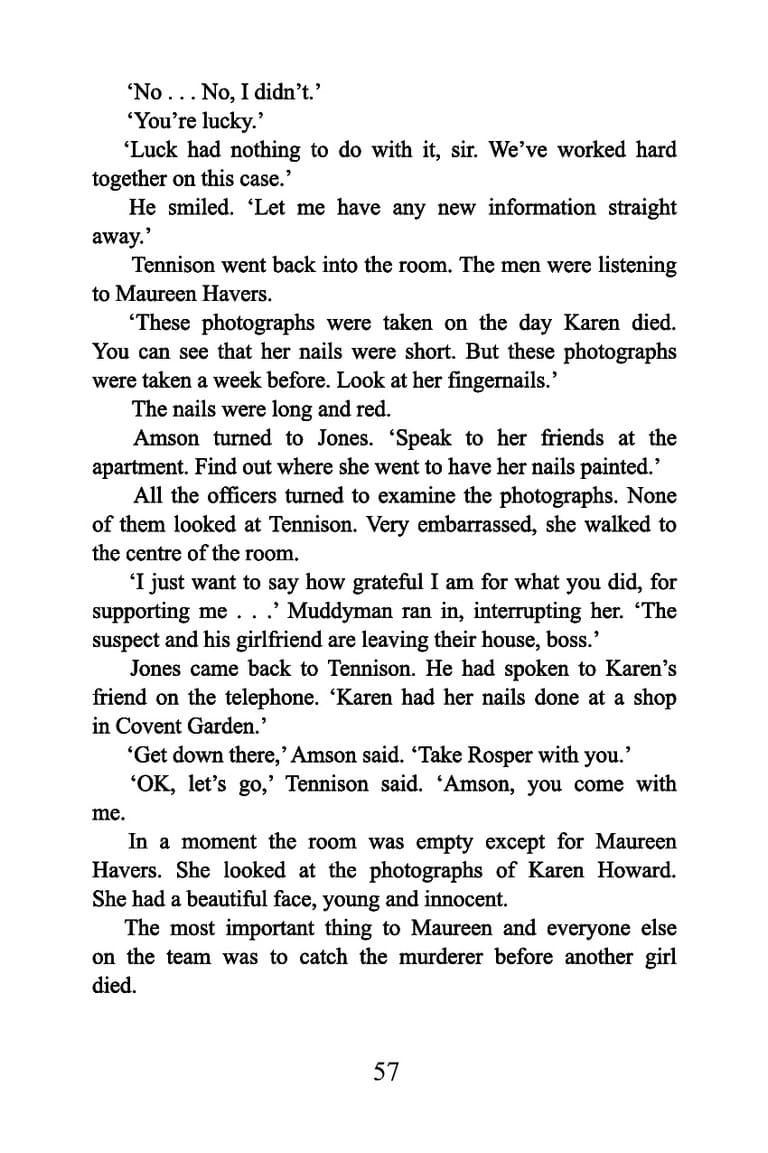 ‘No . . . No, I didn’t.’
‘You’re lucky.’
‘Luck had nothing to do with it, sir. We’ve worked hard
together on this case.’
He smiled. ‘Let me have any new information straight
away.’
Tennison went back into the room. The men were listening
to Maureen Havers.
‘These photographs were taken on the day Karen died.
You can see that her nails were short. But these photographs
were taken a week before. Look at her fingernails.’
The nails were long and red.
Amson turned to Jones. ‘Speak to her friends at the
apartment. Find out where she went to have her nails painted.’
All the officers turned to examine the photographs. None
of them looked at Tennison. Very embarrassed, she walked to
the centre of the room.
‘I just want to say how grateful I am for what you did, for
supporting me . . .’ Muddyman ran in, interrupting her. ‘The
suspect and his girlfriend are leaving their house, boss.’
Jones came back to Tennison. He had spoken to Karen’s
friend on the telephone. ‘Karen had her nails done at a shop
in Covent Garden.’
‘Get down there,’ Amson said. ‘Take Rosper with you.’
‘OK, let’s go,’ Tennison said. ‘Amson, you come with
me.
In a moment the room was empty except for Maureen
Havers. She looked at the photographs of Karen Howard.
She had a beautiful face, young and innocent.
The most important thing to Maureen and everyone else
on the team was to catch the murderer before another girl
died.
57